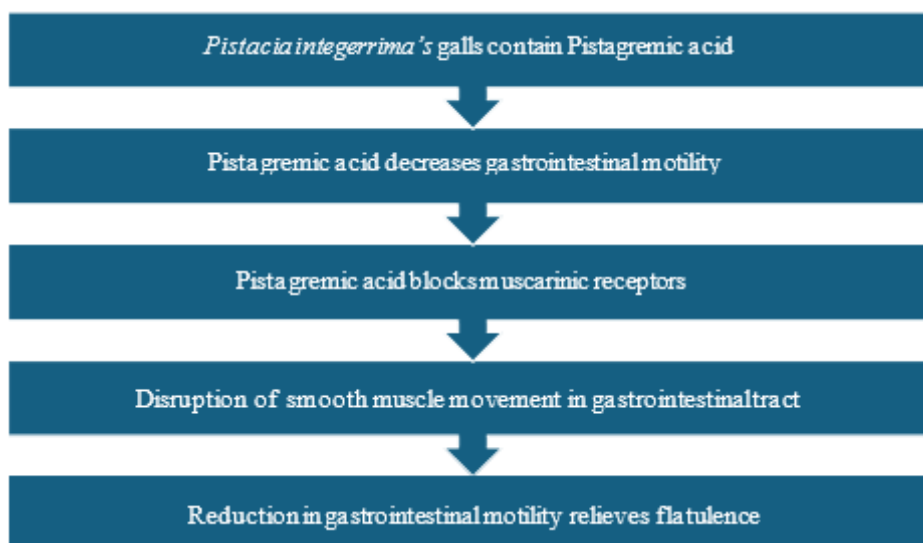 Pistacia integerrima's galls contain Pistagremic acid
Pistagremic acid decreases gastrointestinal motility
Pistagremic acid blocks muscarinic receptors
Disruption of smooth muscle movement in gastrointestinal tract
Reduction in gastrointestinal motility relieves flatulence